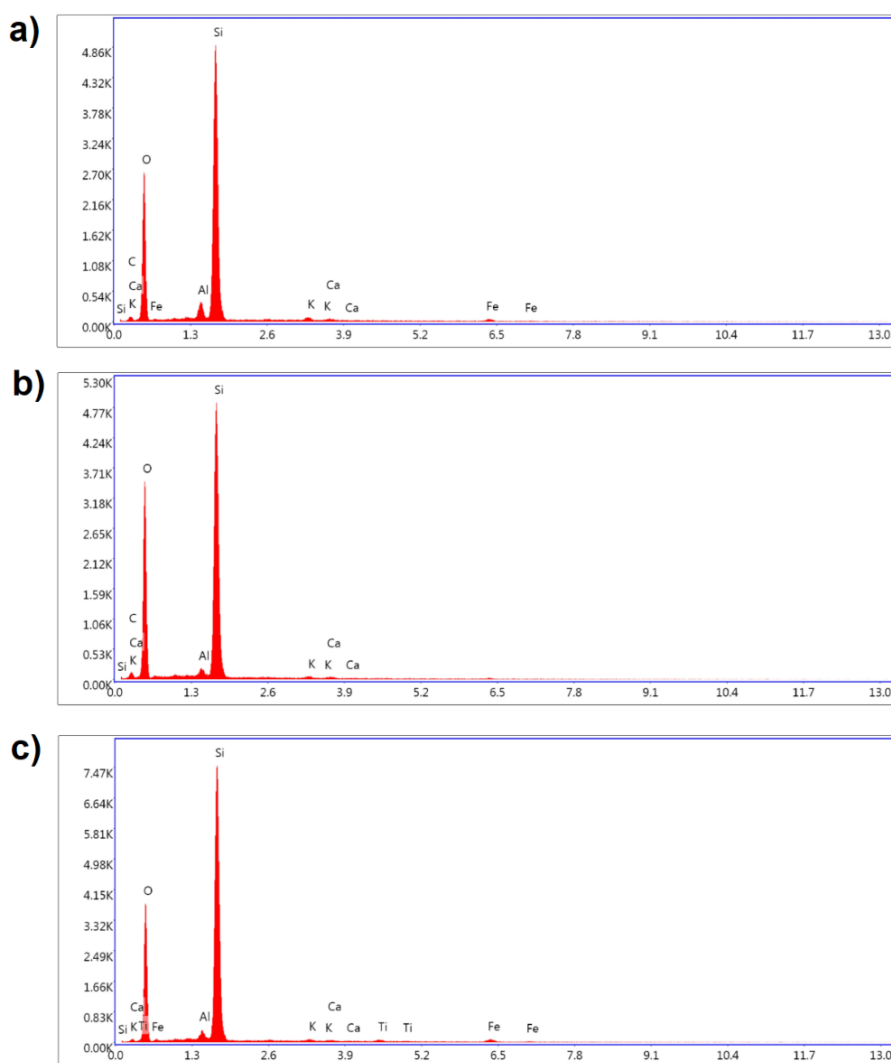 a)
Si
4.86K
4.32K
3.78K
3.24K
2.70K
O
2.16K
1.62K
C
1.08K
Ca
Ca
0.54K
Al
Si K Fe
K K Ca
Fe Fe
0.00K
0.0 1.3 2.6 3.9 5.2 6.5 7.8 9.1 10.4 11.7 13.0
b)
5.30K
Si
4.77K
4.24K
O
3.71K
3.18K
2.65K
2.12K
1.59K
C
1.06K
Ca
Ca
0.53K
Al
Si K
K K Ca
0.00K
0.0 1.3 2.6 3.9 5.2 6.5 7.8 9.1 10.4 11.7 13.0
c)
Si
7.47K
6.64K
5.81K
4.98K
O
4.15K
3.32K
2.49K
1.66K
Ca
Ca
0.83K
Al
Si K Ti Fe
K K Ca Ti Ti Fe Fe
0.00K
0.0 1.3 2.6 3.9 5.2 6.5 7.8 9.1 10.4 11.7 13.0